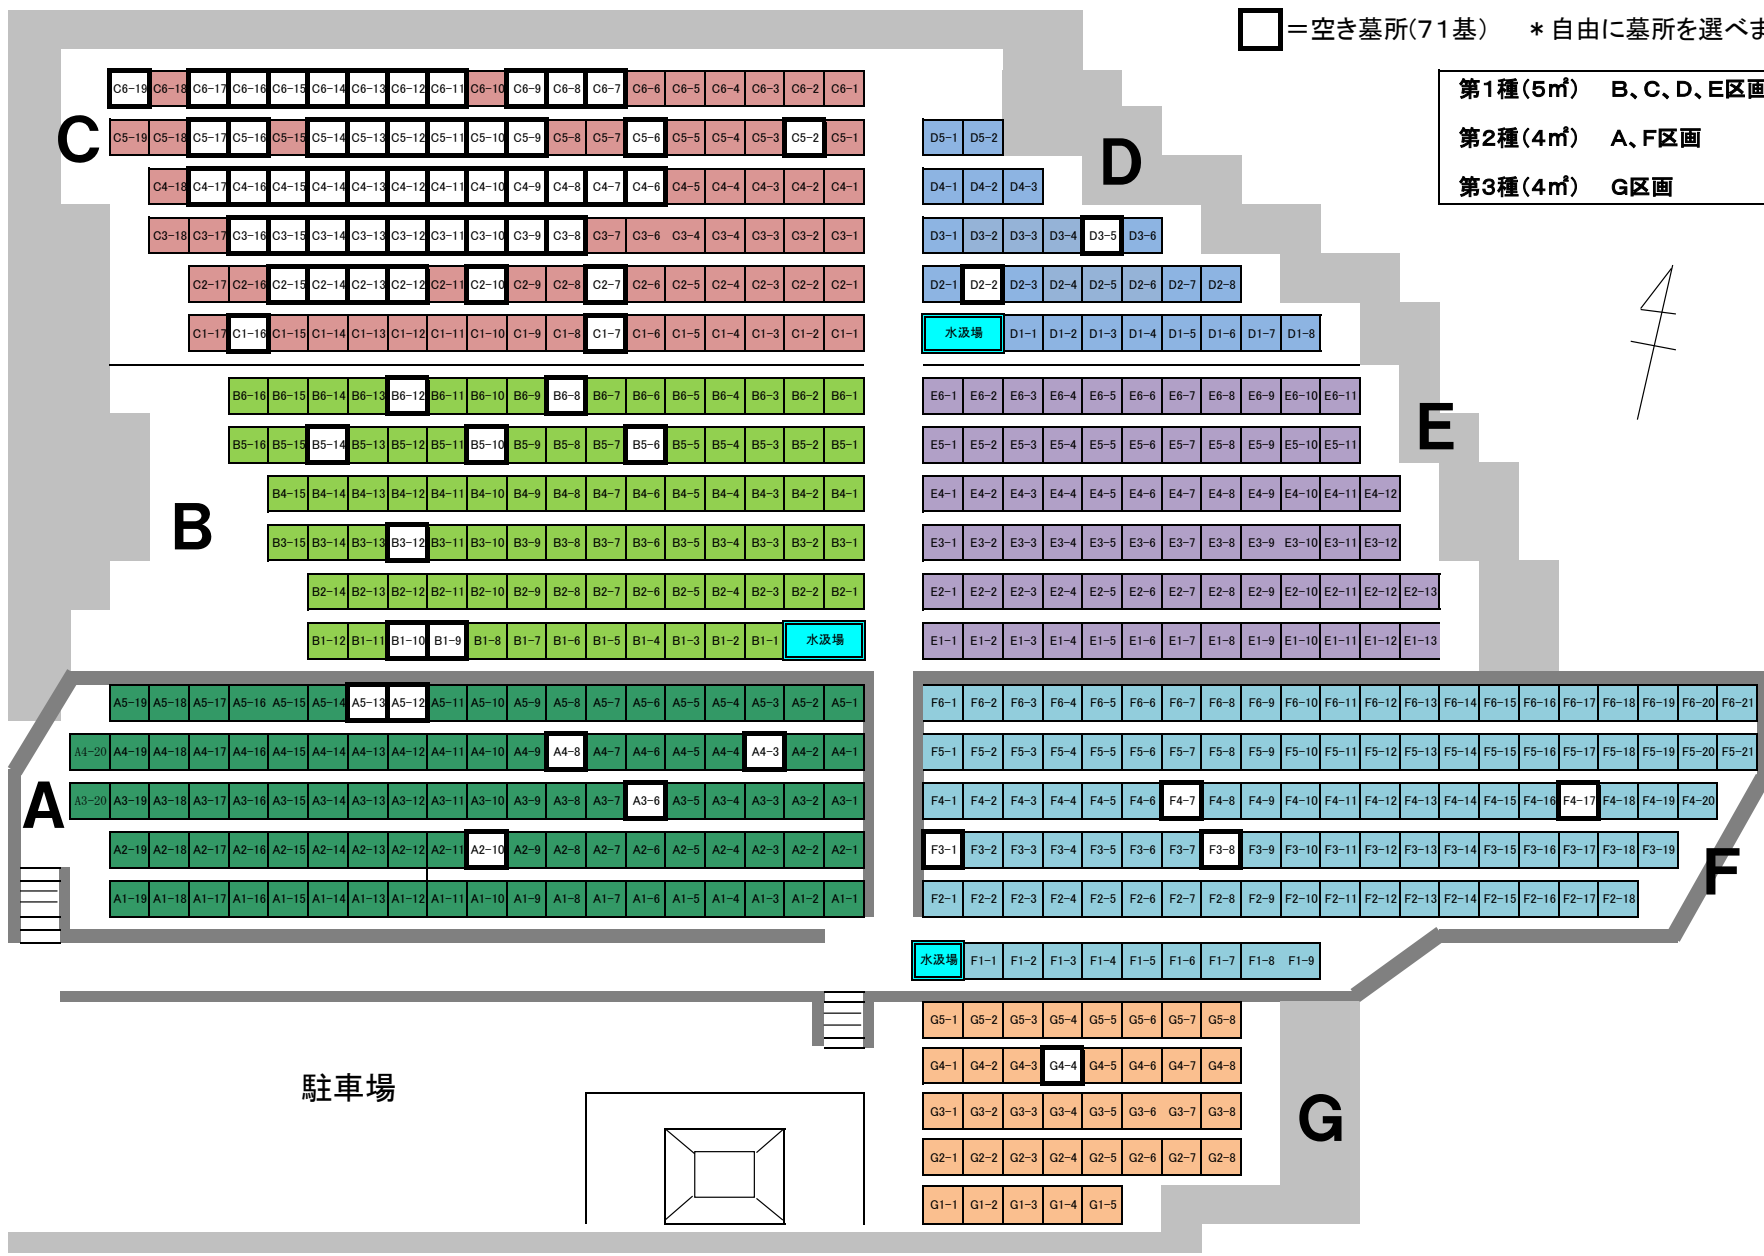 ＝空き墓所(71基)　＊自由に墓所を選べま
第1種(5㎡)　B、C、D、E区画
第2種(4㎡)　A、F区画
第3種(4㎡)　G区画
C
C6-19 C6-18 C6-17 C6-16 C6-15 C6-14 C6-13 C6-12 C6-11 C6-10 C6-9 C6-8 C6-7 C6-6 C6-5 C6-4 C6-3 C6-2 C6-1
C5-19 C5-18 C5-17 C5-16 C5-15 C5-14 C5-13 C5-12 C5-11 C5-10 C5-9 C5-8 C5-7 C5-6 C5-5 C5-4 C5-3 C5-2 C5-1
C4-18 C4-17 C4-16 C4-15 C4-14 C4-13 C4-12 C4-11 C4-10 C4-9 C4-8 C4-7 C4-6 C4-5 C4-4 C4-3 C4-2 C4-1
C3-18 C3-17 C3-16 C3-15 C3-14 C3-13 C3-12 C3-11 C3-10 C3-9 C3-8 C3-7 C3-6 C3-4 C3-4 C3-3 C3-2 C3-1
C2-17 C2-16 C2-15 C2-14 C2-13 C2-12 C2-11 C2-10 C2-9 C2-8 C2-7 C2-6 C2-5 C2-4 C2-3 C2-2 C2-1
C1-17 C1-16 C1-15 C1-14 C1-13 C1-12 C1-11 C1-10 C1-9 C1-8 C1-7 C1-6 C1-5 C1-4 C1-3 C1-2 C1-1
D
D5-1 D5-2
D4-1 D4-2 D4-3
D3-1 D3-2 D3-3 D3-4 D3-5 D3-6
D2-1 D2-2 D2-3 D2-4 D2-5 D2-6 D2-7 D2-8
水汲場 D1-1 D1-2 D1-3 D1-4 D1-5 D1-6 D1-7 D1-8
B
B6-16 B6-15 B6-14 B6-13 B6-12 B6-11 B6-10 B6-9 B6-8 B6-7 B6-6 B6-5 B6-4 B6-3 B6-2 B6-1
B5-16 B5-15 B5-14 B5-13 B5-12 B5-11 B5-10 B5-9 B5-8 B5-7 B5-6 B5-5 B5-4 B5-3 B5-2 B5-1
B4-15 B4-14 B4-13 B4-12 B4-11 B4-10 B4-9 B4-8 B4-7 B4-6 B4-5 B4-4 B4-3 B4-2 B4-1
B3-15 B3-14 B3-13 B3-12 B3-11 B3-10 B3-9 B3-8 B3-7 B3-6 B3-5 B3-4 B3-3 B3-2 B3-1
B2-14 B2-13 B2-12 B2-11 B2-10 B2-9 B2-8 B2-7 B2-6 B2-5 B2-4 B2-3 B2-2 B2-1
B1-12 B1-11 B1-10 B1-9 B1-8 B1-7 B1-6 B1-5 B1-4 B1-3 B1-2 B1-1 水汲場
E
E6-1 E6-2 E6-3 E6-4 E6-5 E6-6 E6-7 E6-8 E6-9 E6-10 E6-11
E5-1 E5-2 E5-3 E5-4 E5-5 E5-6 E5-7 E5-8 E5-9 E5-10 E5-11
E4-1 E4-2 E4-3 E4-4 E4-5 E4-6 E4-7 E4-8 E4-9 E4-10 E4-11 E4-12
E3-1 E3-2 E3-3 E3-4 E3-5 E3-6 E3-7 E3-8 E3-9 E3-10 E3-11 E3-12
E2-1 E2-2 E2-3 E2-4 E2-5 E2-6 E2-7 E2-8 E2-9 E2-10 E2-11 E2-12 E2-13
E1-1 E1-2 E1-3 E1-4 E1-5 E1-6 E1-7 E1-8 E1-9 E1-10 E1-11 E1-12 E1-13
A
A5-19 A5-18 A5-17 A5-16 A5-15 A5-14 A5-13 A5-12 A5-11 A5-10 A5-9 A5-8 A5-7 A5-6 A5-5 A5-4 A5-3 A5-2 A5-1
A4-20 A4-19 A4-18 A4-17 A4-16 A4-15 A4-14 A4-13 A4-12 A4-11 A4-10 A4-9 A4-8 A4-7 A4-6 A4-5 A4-4 A4-3 A4-2 A4-1
A3-20 A3-19 A3-18 A3-17 A3-16 A3-15 A3-14 A3-13 A3-12 A3-11 A3-10 A3-9 A3-8 A3-7 A3-6 A3-5 A3-4 A3-3 A3-2 A3-1
A2-19 A2-18 A2-17 A2-16 A2-15 A2-14 A2-13 A2-12 A2-11 A2-10 A2-9 A2-8 A2-7 A2-6 A2-5 A2-4 A2-3 A2-2 A2-1
A1-19 A1-18 A1-17 A1-16 A1-15 A1-14 A1-13 A1-12 A1-11 A1-10 A1-9 A1-8 A1-7 A1-6 A1-5 A1-4 A1-3 A1-2 A1-1
F
F6-1 F6-2 F6-3 F6-4 F6-5 F6-6 F6-7 F6-8 F6-9 F6-10 F6-11 F6-12 F6-13 F6-14 F6-15 F6-16 F6-17 F6-18 F6-19 F6-20 F6-21
F5-1 F5-2 F5-3 F5-4 F5-5 F5-6 F5-7 F5-8 F5-9 F5-10 F5-11 F5-12 F5-13 F5-14 F5-15 F5-16 F5-17 F5-18 F5-19 F5-20 F5-21
F4-1 F4-2 F4-3 F4-4 F4-5 F4-6 F4-7 F4-8 F4-9 F4-10 F4-11 F4-12 F4-13 F4-14 F4-15 F4-16 F4-17 F4-18 F4-19 F4-20
F3-1 F3-2 F3-3 F3-4 F3-5 F3-6 F3-7 F3-8 F3-9 F3-10 F3-11 F3-12 F3-13 F3-14 F3-15 F3-16 F3-17 F3-18 F3-19
F2-1 F2-2 F2-3 F2-4 F2-5 F2-6 F2-7 F2-8 F2-9 F2-10 F2-11 F2-12 F2-13 F2-14 F2-15 F2-16 F2-17 F2-18
水汲場 F1-1 F1-2 F1-3 F1-4 F1-5 F1-6 F1-7 F1-8 F1-9
G
G5-1 G5-2 G5-3 G5-4 G5-5 G5-6 G5-7 G5-8
G4-1 G4-2 G4-3 G4-4 G4-5 G4-6 G4-7 G4-8
G3-1 G3-2 G3-3 G3-4 G3-5 G3-6 G3-7 G3-8
G2-1 G2-2 G2-3 G2-4 G2-5 G2-6 G2-7 G2-8
G1-1 G1-2 G1-3 G1-4 G1-5
駐車場